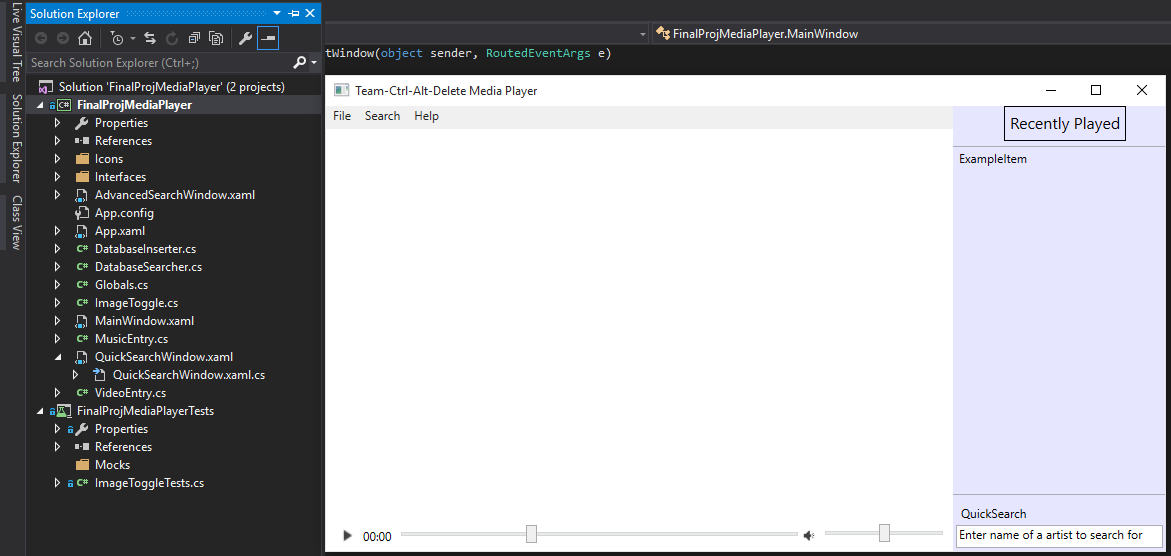 Live Visual Tree
Solution Explorer
Class View
Solution Explorer
Search Solution Explorer (Ctrl+;)
Solution 'FinalProjMediaPlayer' (2 projects)
C# FinalProjMediaPlayer
Properties
References
Icons
Interfaces
AdvancedSearchWindow.xaml
App.config
App.xaml
C# DatabaseInserter.cs
C# DatabaseSearcher.cs
C# Globals.cs
C# ImageToggle.cs
MainWindow.xaml
C# MusicEntry.cs
QuickSearchWindow.xaml
QuickSearchWindow.xaml.cs
C# VideoEntry.cs
FinalProjMediaPlayerTests
Properties
References
Mocks
C# ImageToggleTests.cs
FinalProjMediaPlayer.MainWindow
tWindow(object sender, RoutedEventArgs e)
Team-Ctrl-Alt-Delete Media Player
File Search Help
Recently Played
ExampleItem
00:00
QuickSearch
Enter name of a artist to search for